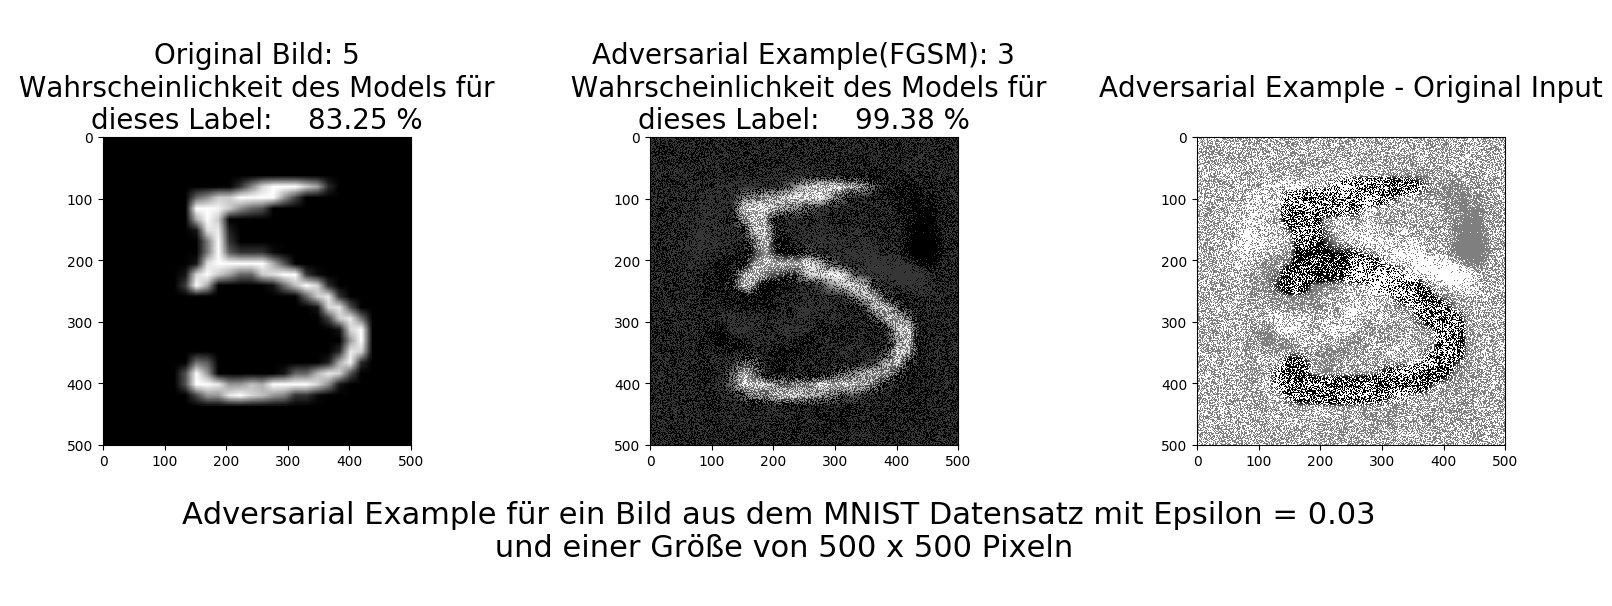 Original Bild: 5
Wahrscheinlichkeit des Models für
dieses Label: 83.25 %
0
100
200
300
400
500
0 100 200 300 400 500
Adversarial Example(FGSM): 3
Wahrscheinlichkeit des Models für
dieses Label: 99.38 %
0
100
200
300
400
500
0 100 200 300 400 500
Adversarial Example - Original Input
0
100
200
300
400
500
0 100 200 300 400 500
5
5
Adversarial Example für ein Bild aus dem MNIST Datensatz mit Epsilon = 0.03
und einer Größe von 500 x 500 Pixeln